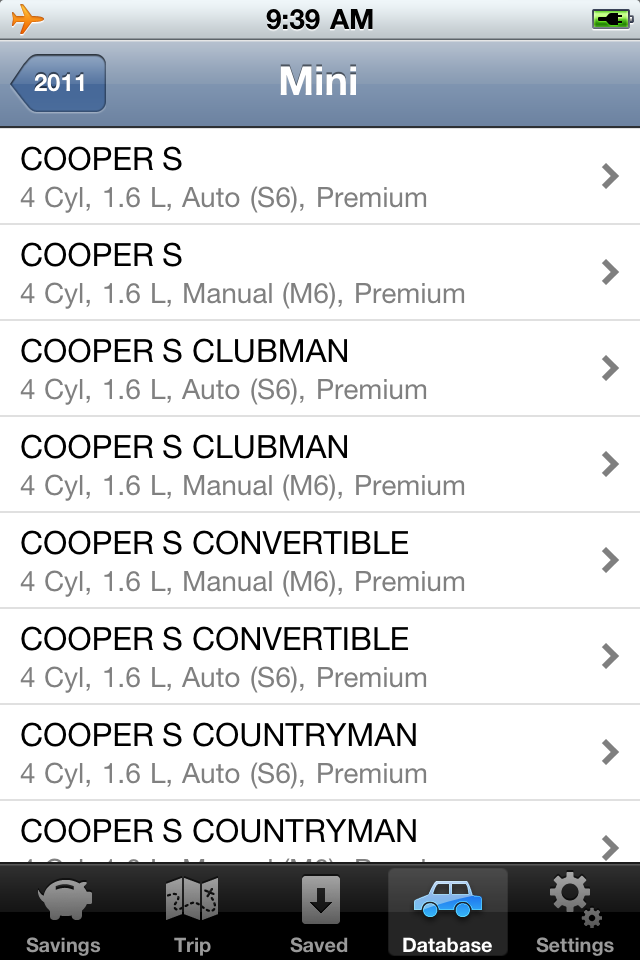 9:39 AM
2011
Mini
COOPER S
4 Cyl, 1.6 L, Auto (S6), Premium
COOPER S
4 Cyl, 1.6 L, Manual (M6), Premium
COOPER S CLUBMAN
4 Cyl, 1.6 L, Auto (S6), Premium
COOPER S CLUBMAN
4 Cyl, 1.6 L, Manual (M6), Premium
COOPER S CONVERTIBLE
4 Cyl, 1.6 L, Manual (M6), Premium
COOPER S CONVERTIBLE
4 Cyl, 1.6 L, Auto (S6), Premium
COOPER S COUNTRYMAN
4 Cyl, 1.6 L, Auto (S6), Premium
COOPER S COUNTRYMAN
Savings
Trip
Saved
Database
Settings